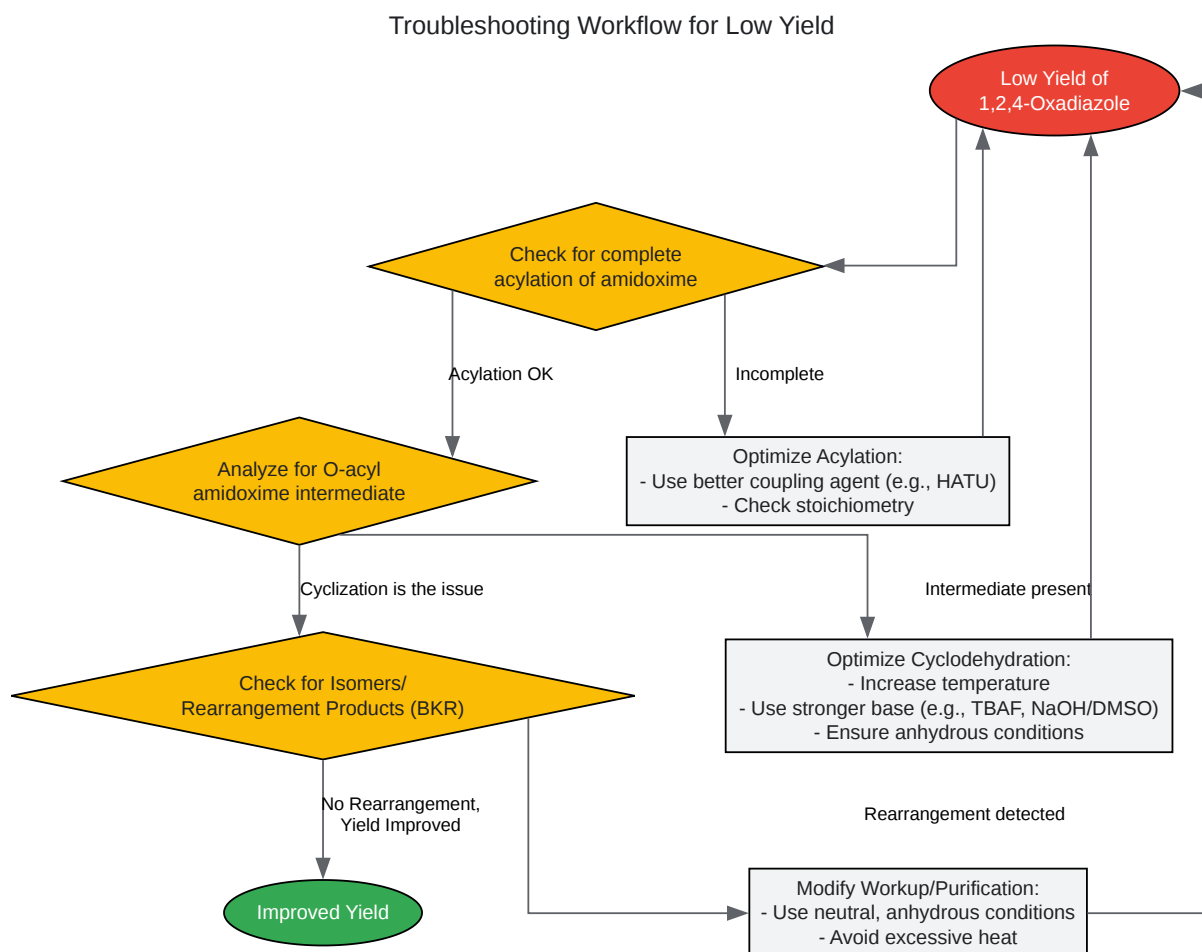 Troubleshooting Workflow for Low Yield
Low Yield of
1,2,4-Oxadiazole
Check for complete
acylation of amidoxime
Acylation OK
Incomplete
Analyze for O-acyl
amidoxime intermediate
Optimize Acylation:
- Use better coupling agent (e.g., HATU)
- Check stoichiometry
Cyclization is the issue
Intermediate present
Check for Isomers/
Rearrangement Products (BKR)
Optimize Cyclodehydration:
- Increase temperature
- Use stronger base (e.g., TBAF, NaOH/DMSO)
- Ensure anhydrous conditions
No Rearrangement,
Yield Improved
Rearrangement detected
Improved Yield
Modify Workup/Purification:
- Use neutral, anhydrous conditions
- Avoid excessive heat